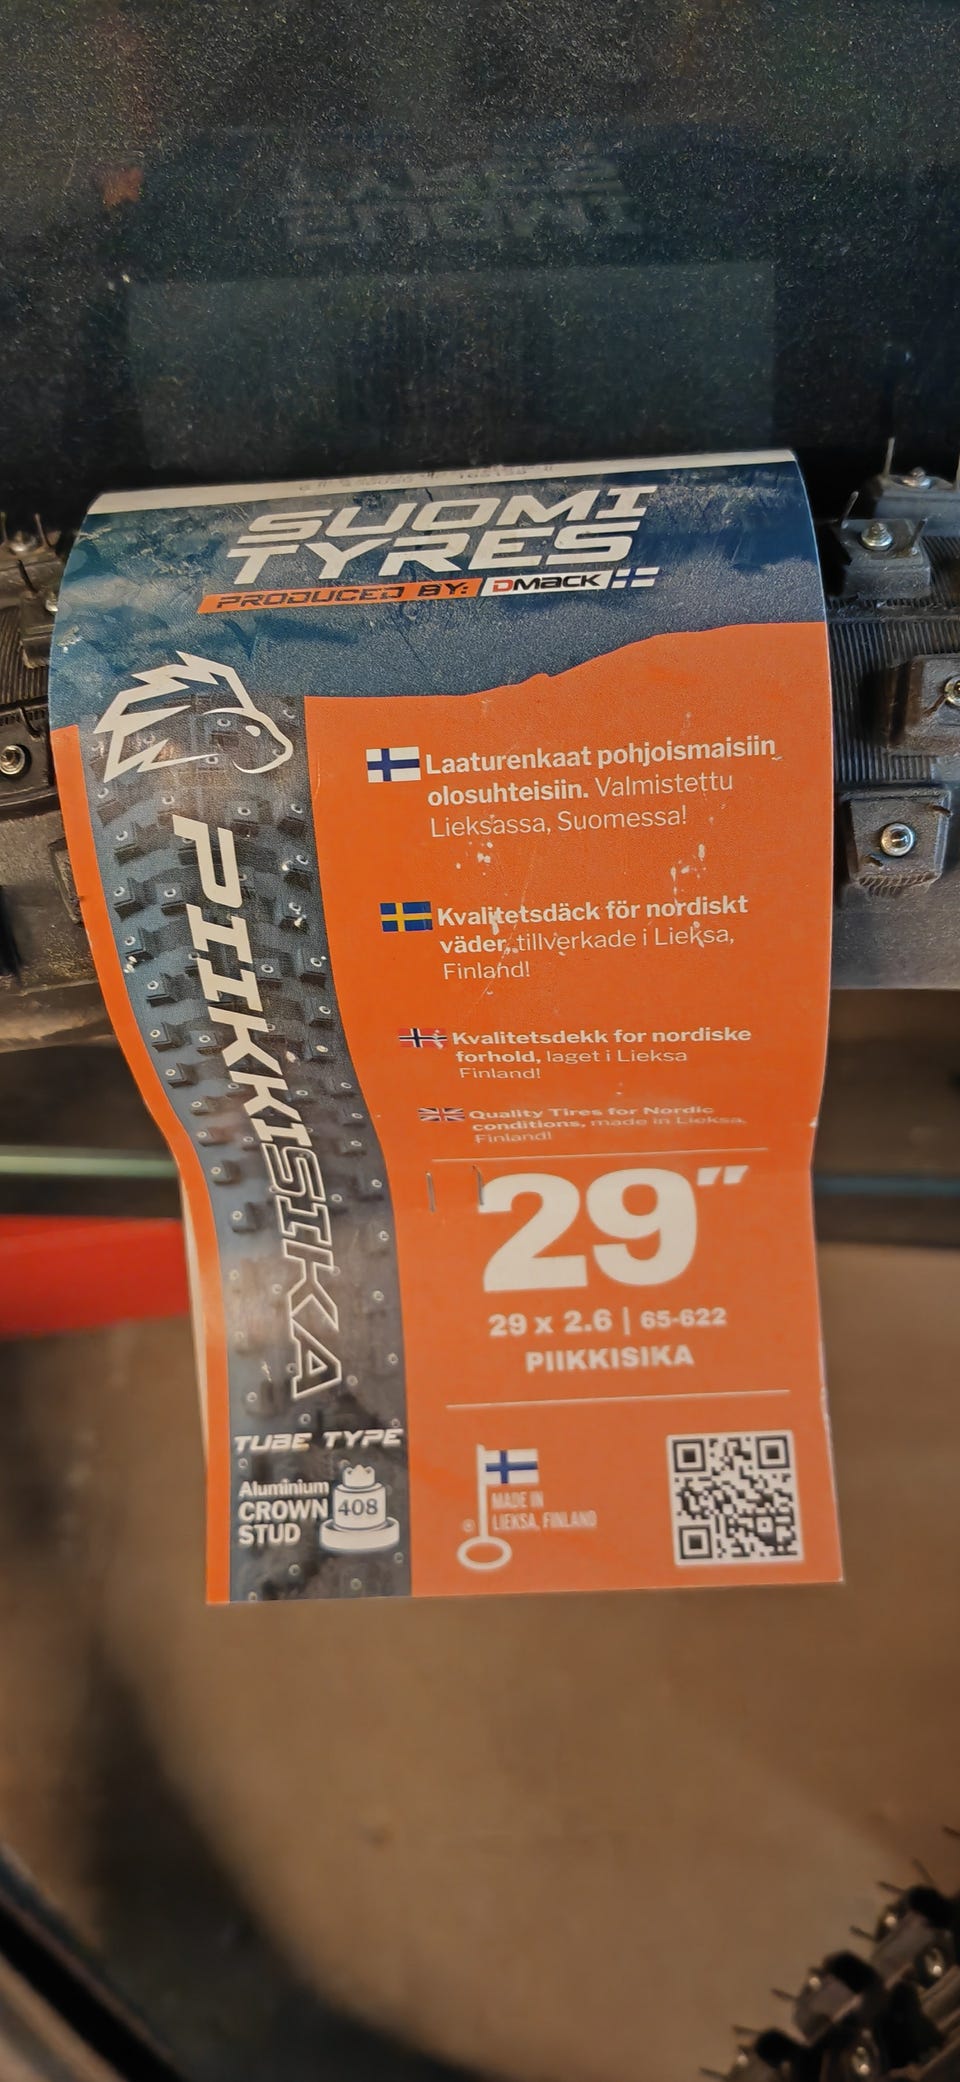 SUOMI
TYRES
PRODUCED BY: DMACK
PIIKKISIKA
Laaturenkaat pohjoismaisiin
olosuhteisiin. Valmistettu
Lieksassa, Suomessa!
Kvalitetsdäck för nordiskt
väder, tillverkade i Lieksa,
Finland!
Kvalitetsdekk for nordiske
forhold, laget i Lieksa
Finland!
Quality Tires for Nordic
conditions, made in Lieksa,
Finland!
29"
29 x 2.6 | 65-622
PIIKKISIKA
TUBE TYPE
Aluminium
CROWN
STUD
408
MADE IN
LIEKSA, FINLAND